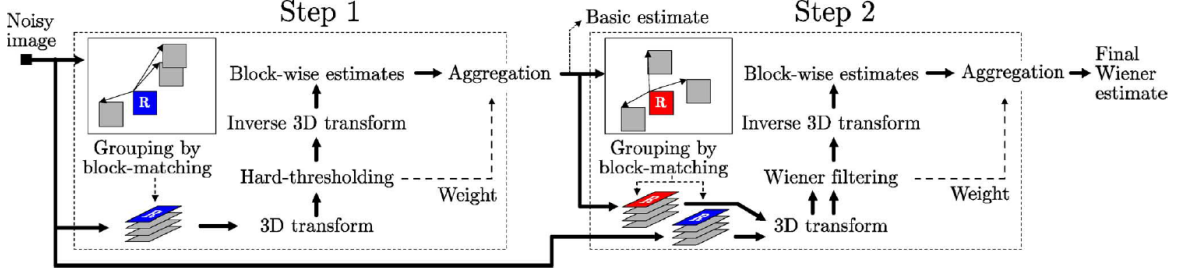 Step 1
Step 2
Noisy
image
Basic estimate
Block-wise estimates
Aggregation
R
Inverse 3D transform
Grouping by
block-matching
Hard-thresholding
Weight
3D transform
Block-wise estimates
Aggregation
Final
Wiener
estimate
R
Inverse 3D transform
Grouping by
block-matching
Wiener filtering
Weight
3D transform